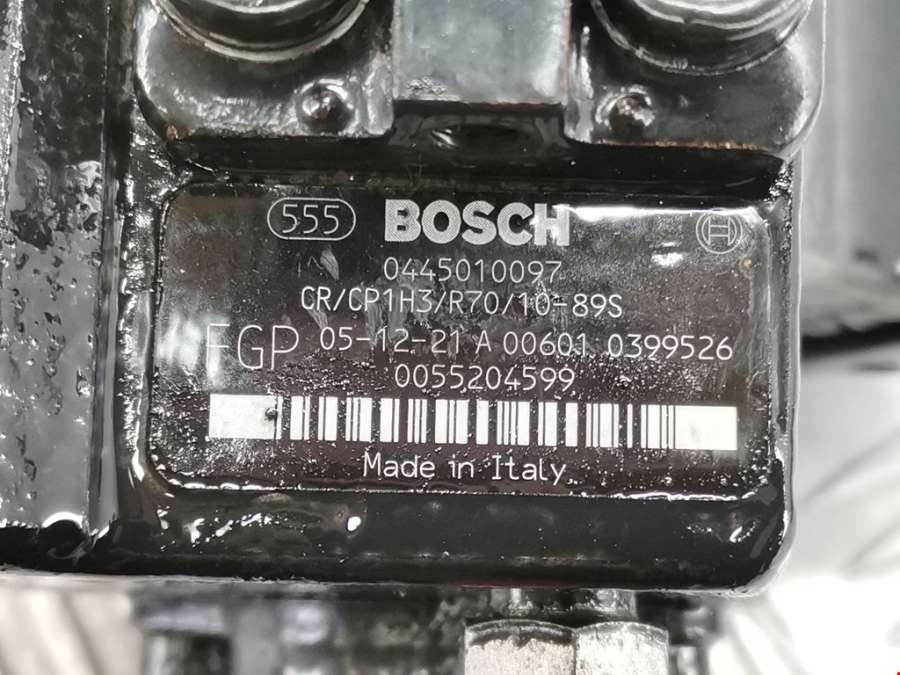 555 BOSCH
0445010097
CR/CP1H3/R70/10-89S
FGP 05-12-21 A 00601 0399526
0055204599
Made in Italy